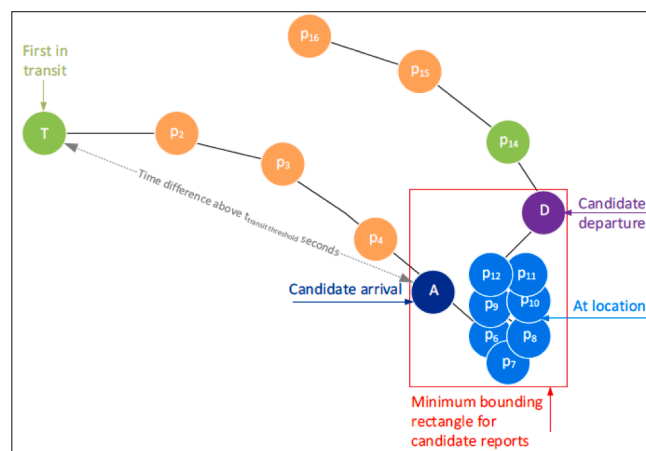 p16
First in
transit
p15
T
p2
p14
p3
Time difference above ttransit threshold seconds
p4
D
Candidate
departure
p12
p11
Candidate arrival
A
p9
p10
At location
p6
p8
p7
Minimum bounding
rectangle for
candidate reports